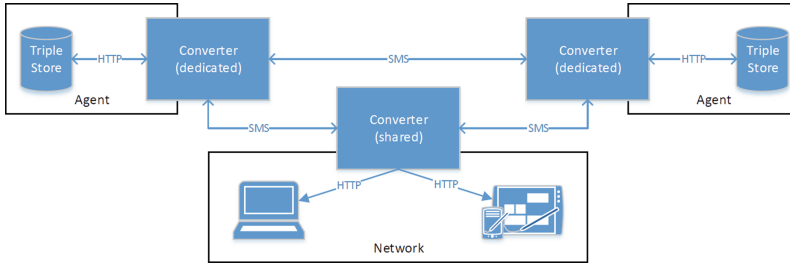 Triple
Store
HTTP
Converter
(dedicated)
Agent
SMS
Converter
(dedicated)
HTTP
Triple
Store
Agent
SMS
Converter
(shared)
SMS
HTTP
HTTP
Network